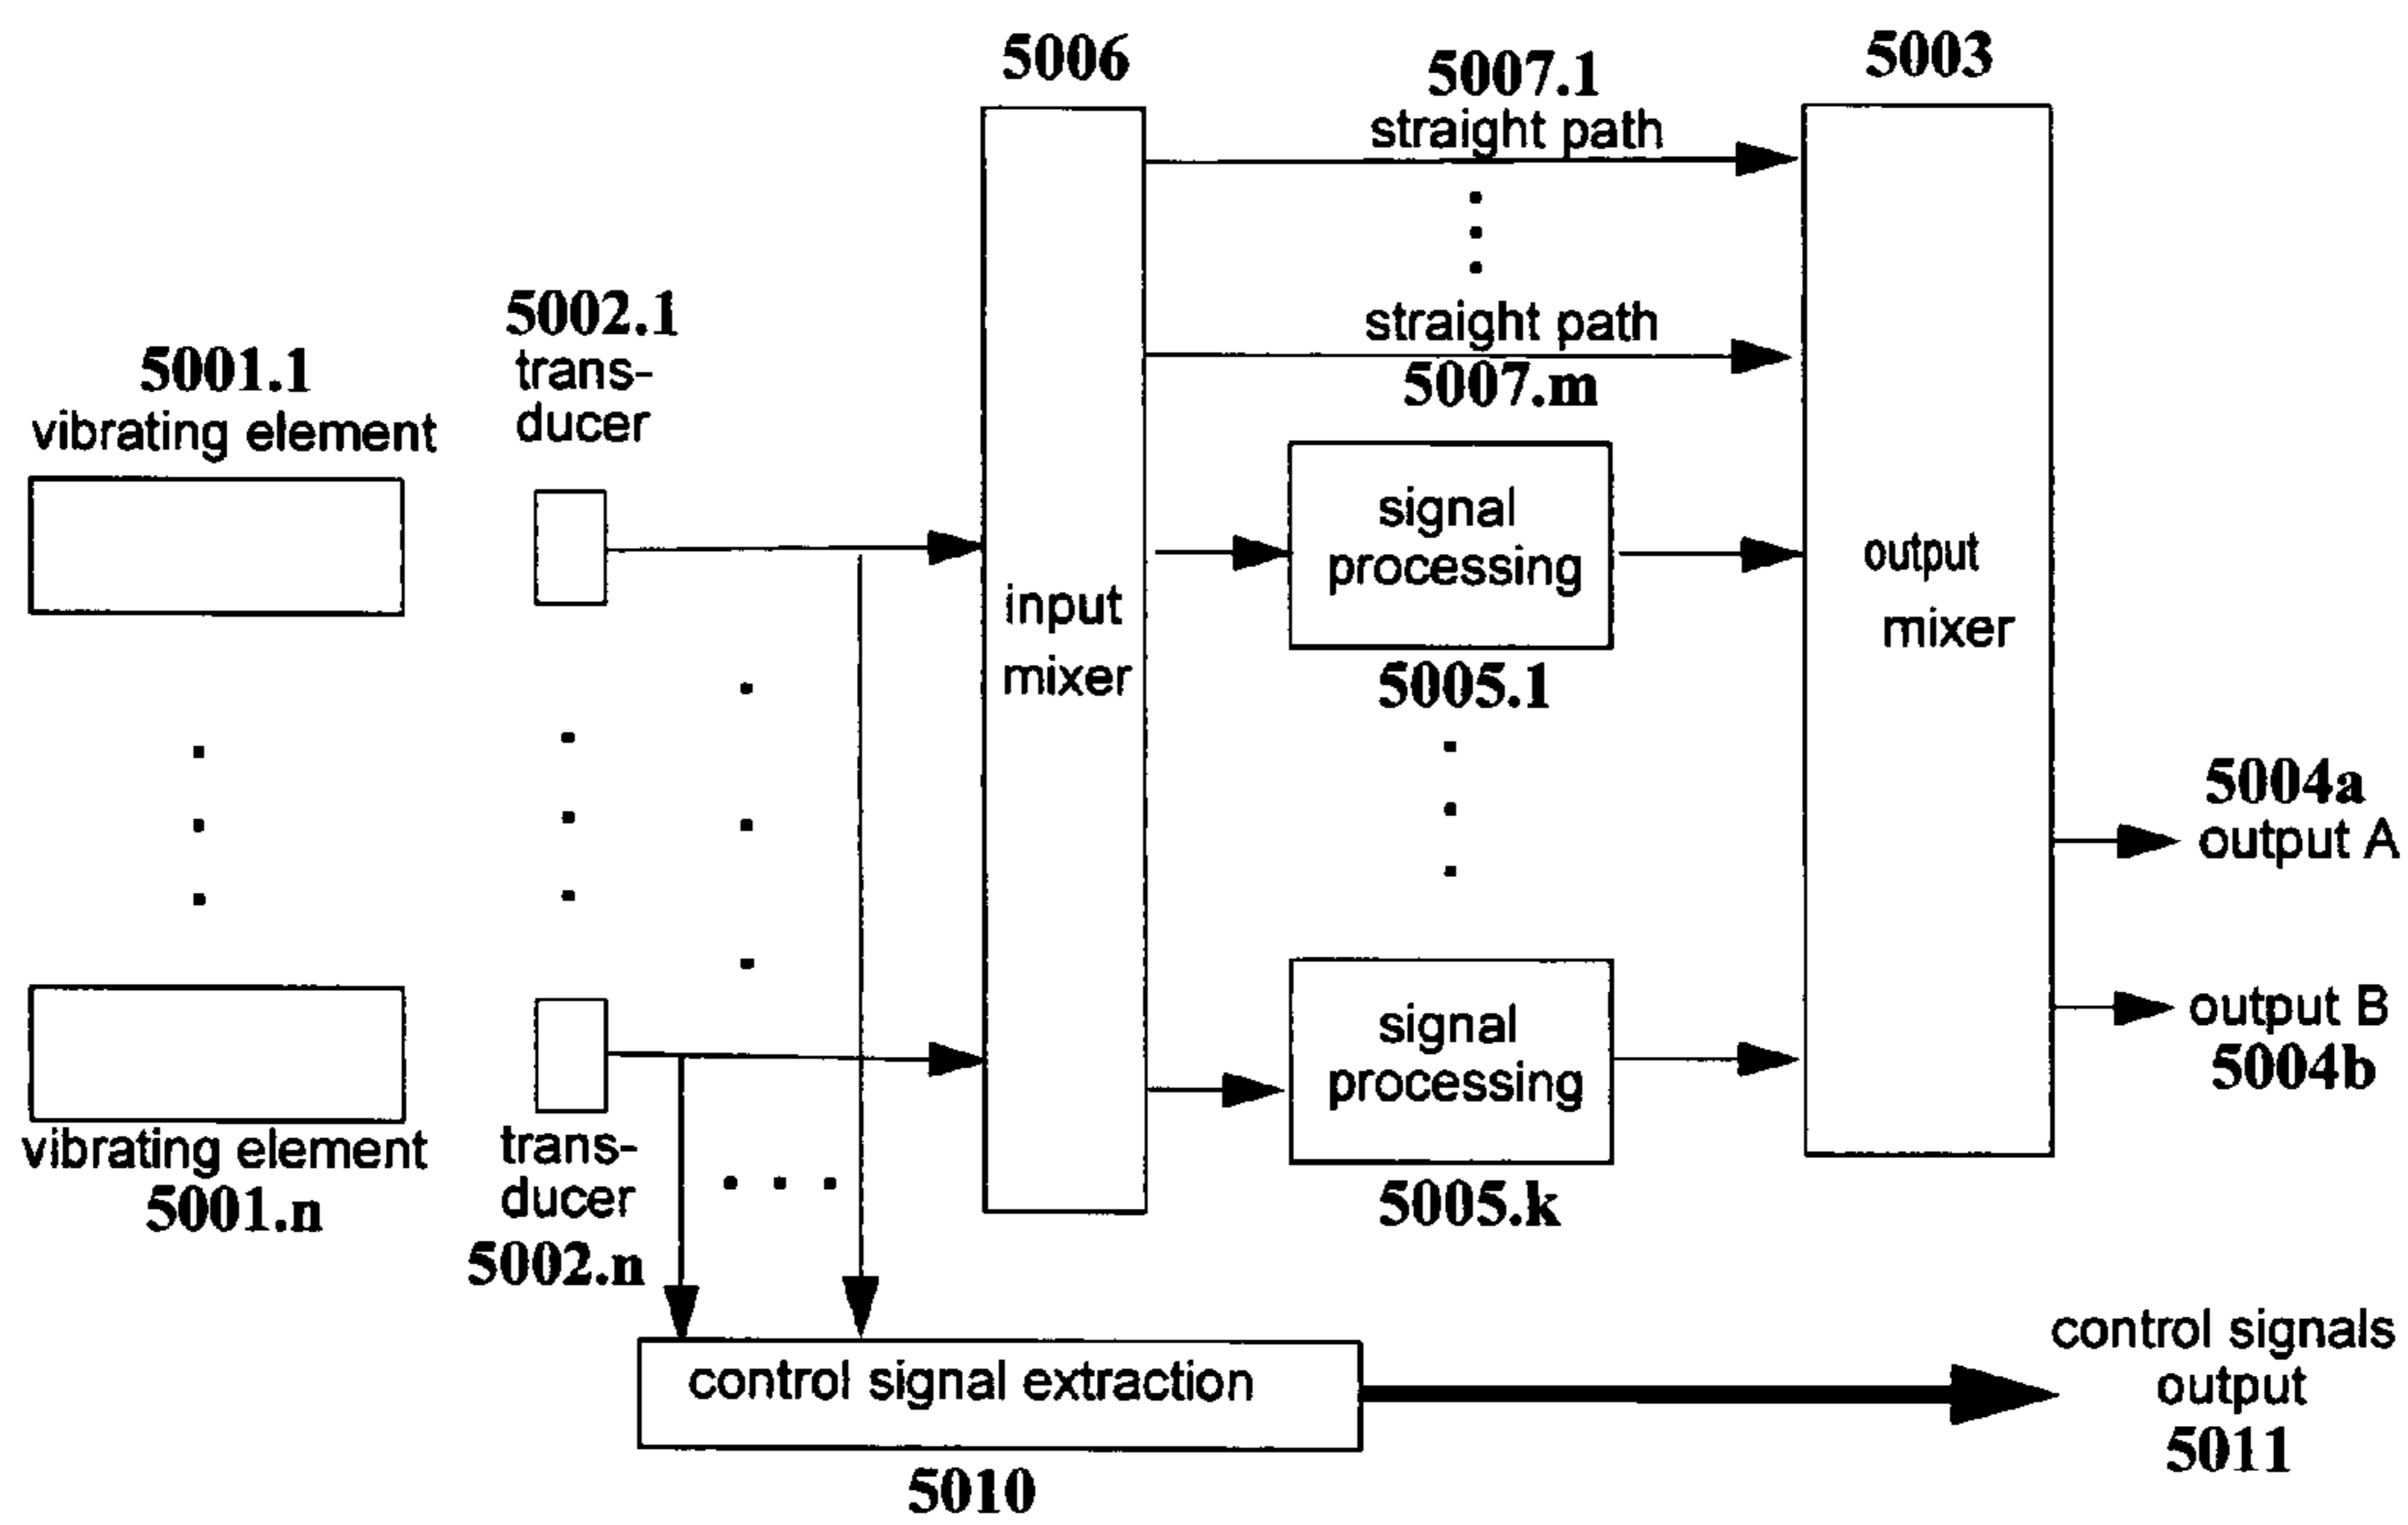 5006
5007.1
straight path
5003
straight path
5007.m
5001.1
vibrating element
5002.1
trans-
ducer
signal
processing
5005.1
input
mixer
output
mixer
5004a
output A
output B
5004b
signal
processing
5005.k
vibrating element
5001.n
trans-
ducer
5002.n
control signal extraction
5010
control signals
output
5011